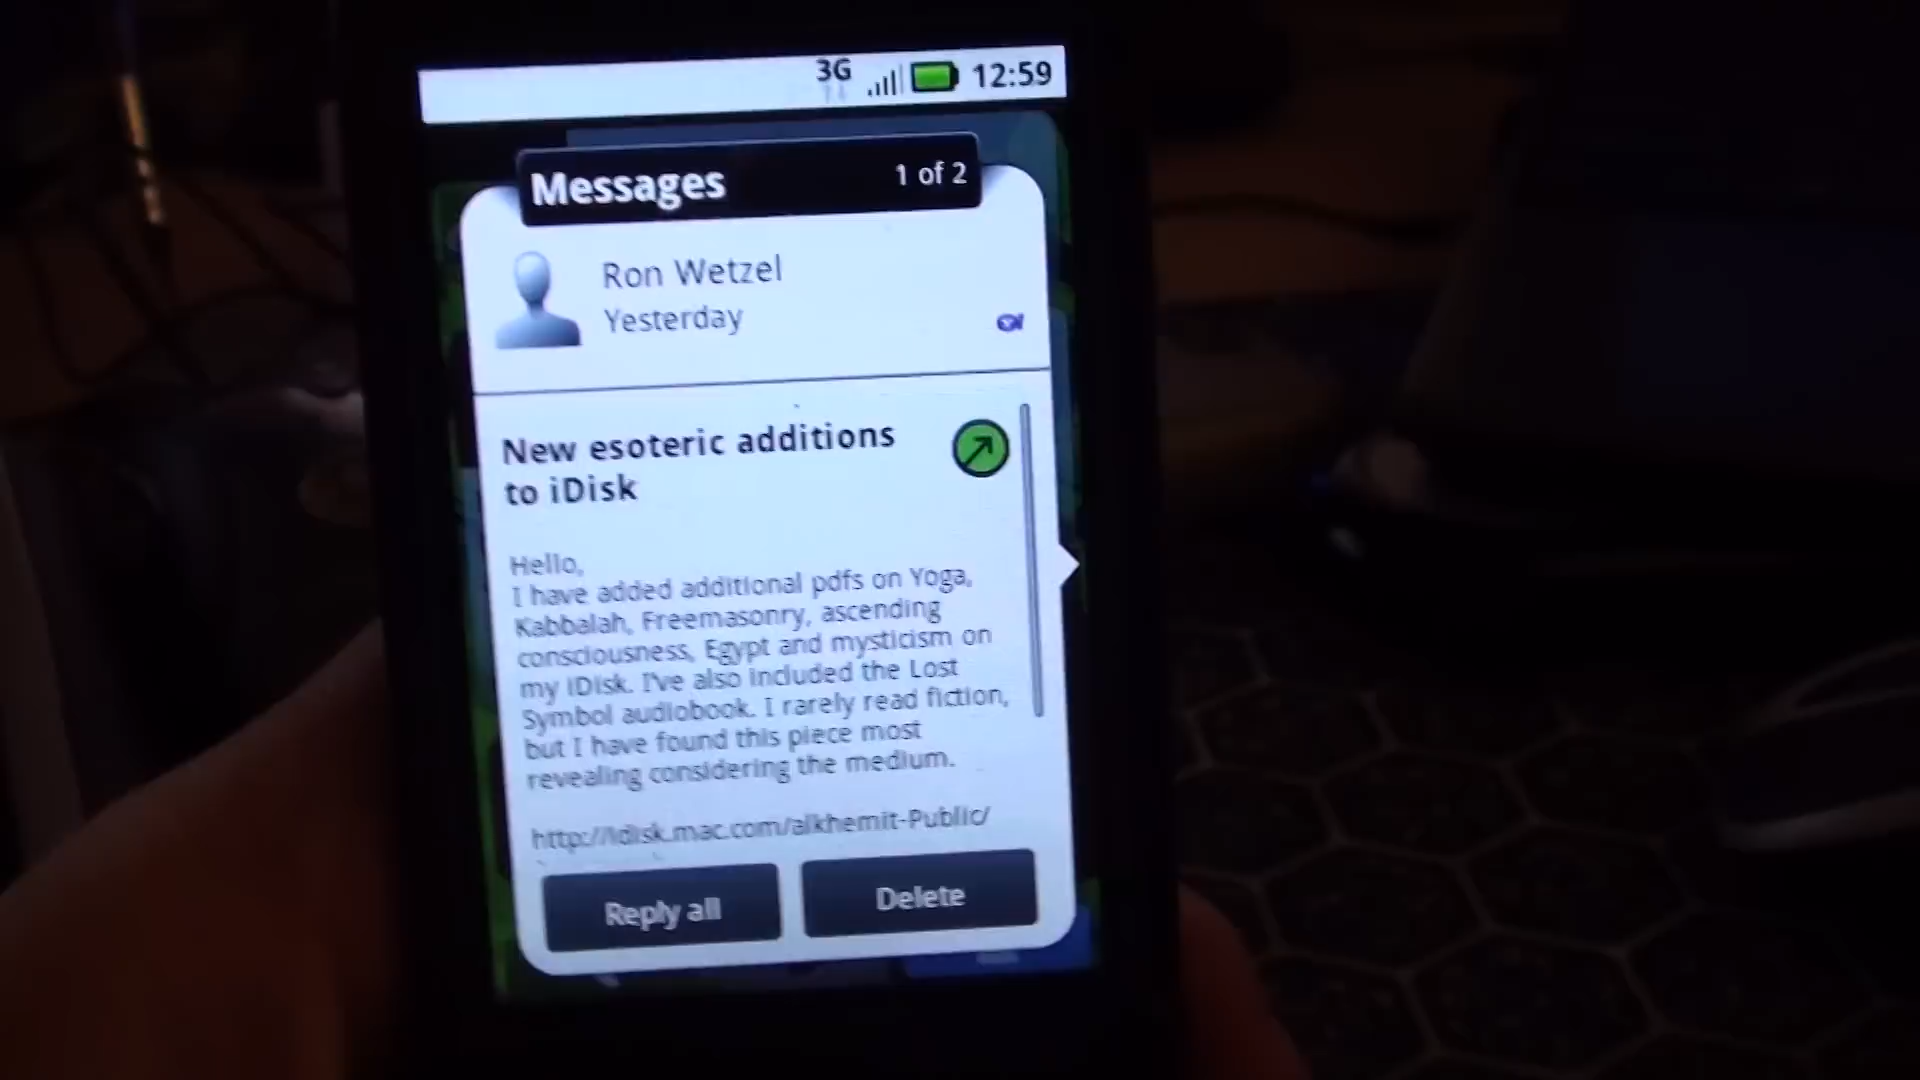 3G 12:59
Messages 1 of 2
Ron Wetzel
Yesterday
New esoteric additions
to iDisk
Hello,
I have added additional pdfs on Yoga,
Kabbalah, Freemasonry, ascending
consciousness, Egypt and mysticism on
my iDisk. I've also included the Lost
Symbol audiobook. I rarely read fiction,
but I have found this piece most
revealing considering the medium.
http://idisk.mac.com/alkhemit-Public/
Reply all Delete